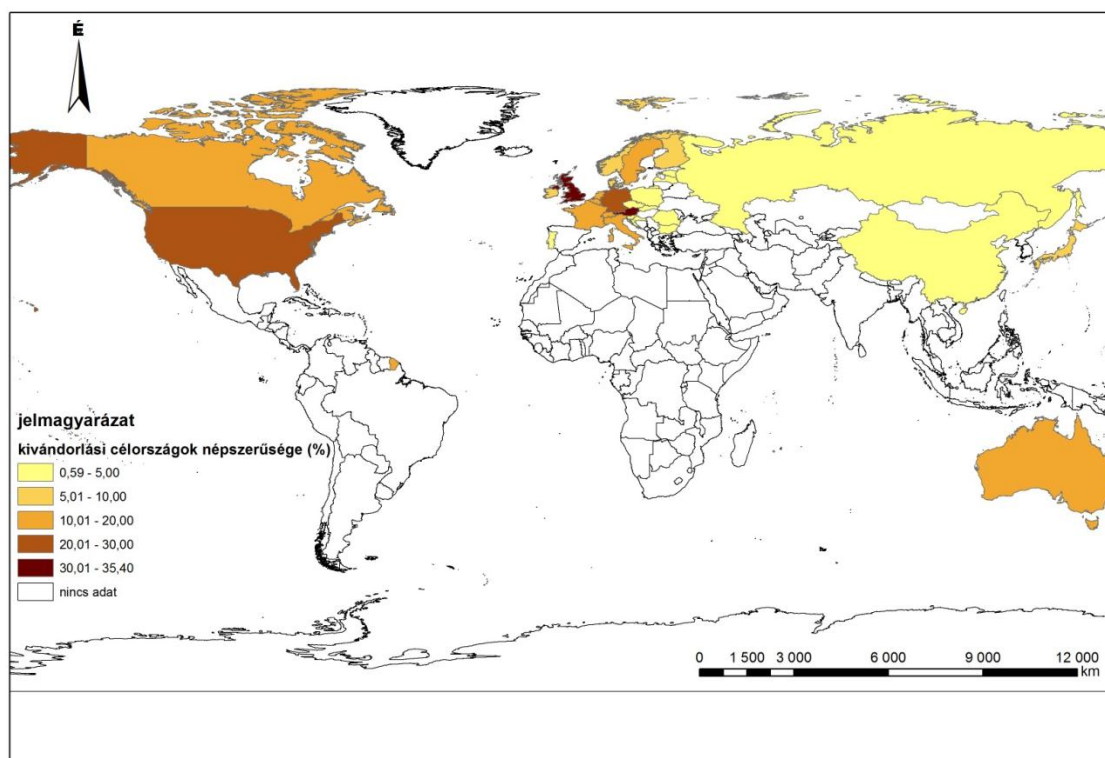 É
jelmagyarázat
kivándorlási célországok népszerűsége (%)
0,59 - 5,00
5,01 - 10,00
10,01 - 20,00
20,01 - 30,00
30,01 - 35,40
nincs adat
0 1 500 3 000 6 000 9 000 12 000
km